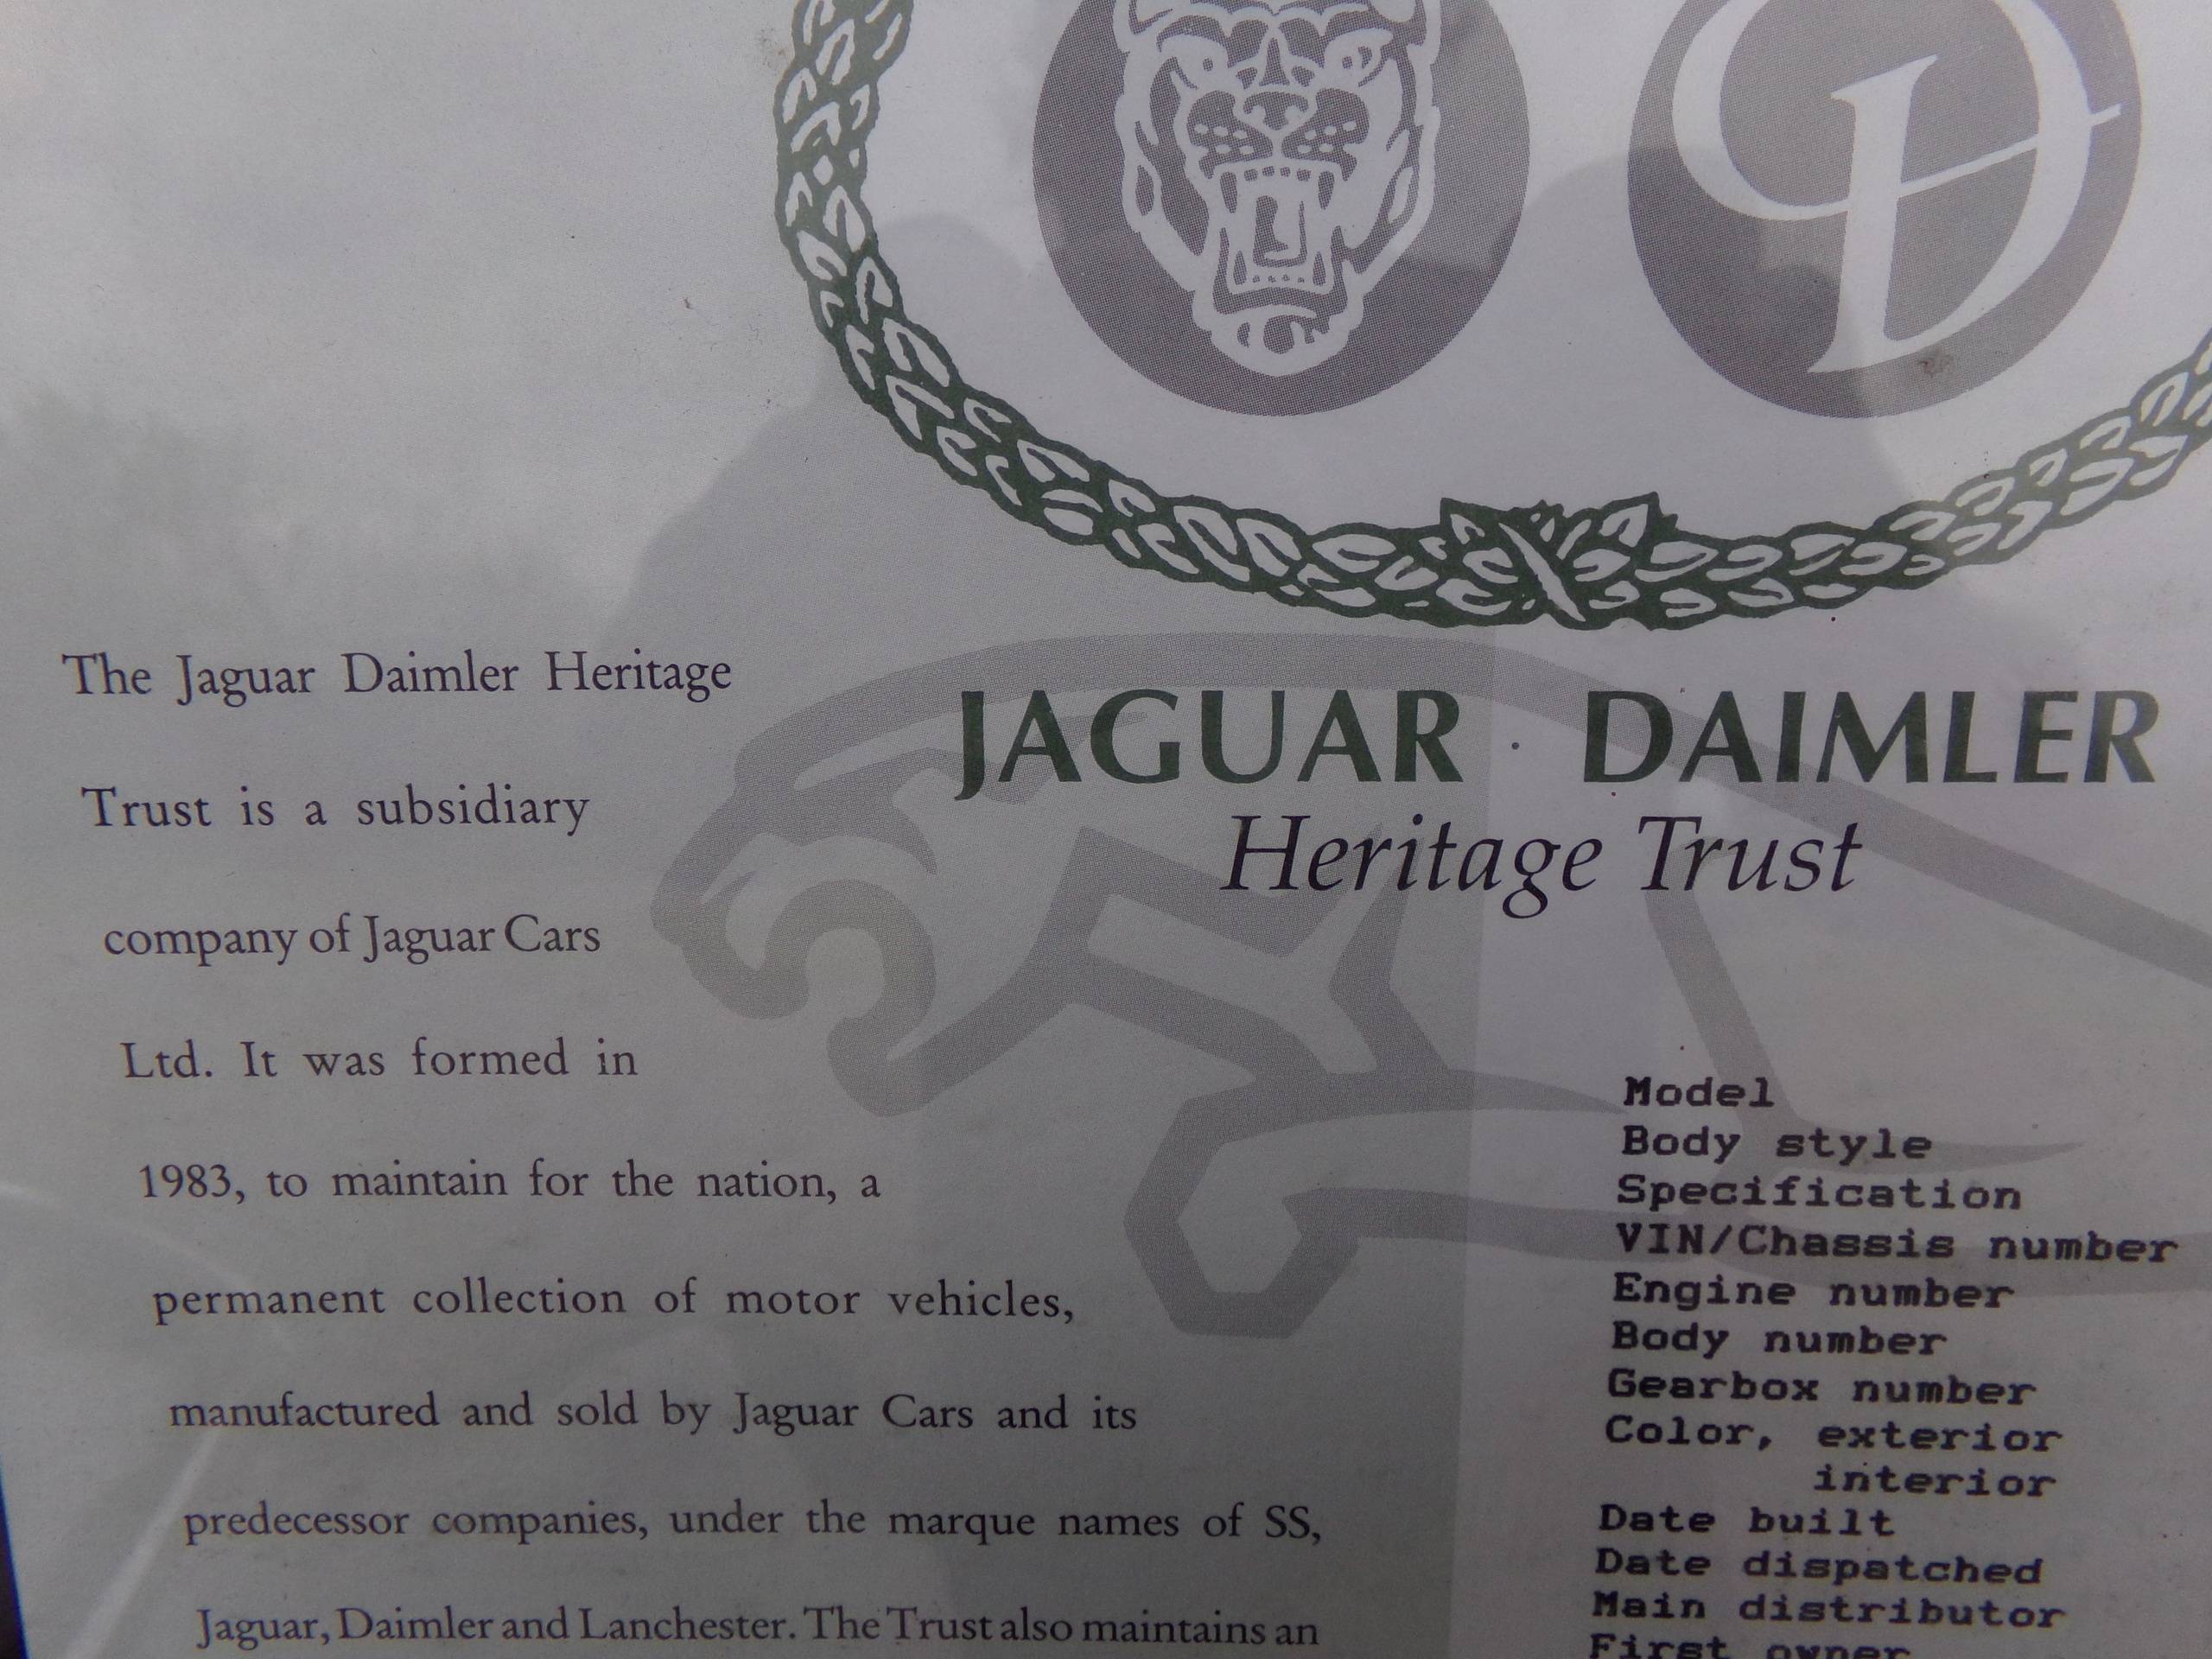 D
JAGUAR · DAIMLER
Heritage Trust
The Jaguar Daimler Heritage
Trust is a subsidiary
company of Jaguar Cars
Ltd. It was formed in
1983, to maintain for the nation, a
permanent collection of motor vehicles,
manufactured and sold by Jaguar Cars and its
predecessor companies, under the marque names of SS,
Jaguar, Daimler and Lanchester. The Trust also maintains an
Model
Body style
Specification
VIN/Chassis number
Engine number
Body number
Gearbox number
Color, exterior
interior
Date built
Date dispatched
Main distributor
First owner